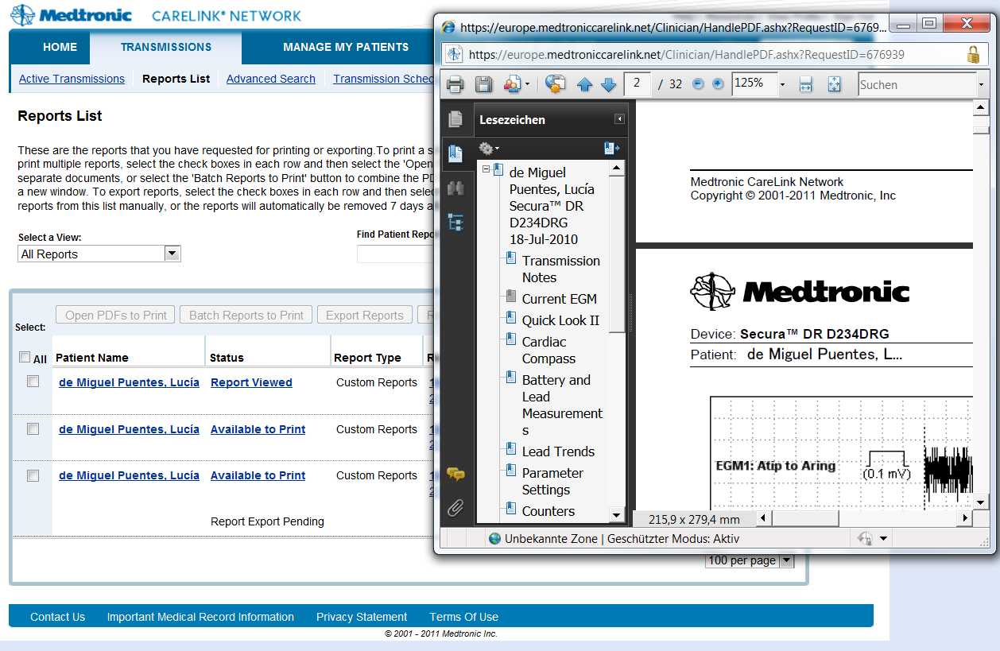 Medtronic CARELINK® NETWORK
HOME TRANSMISSIONS MANAGE MY PATIENTS
Active Transmissions Reports List Advanced Search Transmission Sched
Reports List
These are the reports that you have requested for printing or exporting.To print a s
print multiple reports, select the check boxes in each row and then select the 'Open
separate documents, or select the 'Batch Reports to Print' button to combine the PD
a new window. To export reports, select the check boxes in each row and then sele
reports from this list manually, or the reports will automatically be removed 7 days a
Select a View:
All Reports
Find Patient Repo
Select:
Open PDFs to Print Batch Reports to Print Export Reports R
All Patient Name Status Report Type R
de Miguel Puentes, Lucía Report Viewed Custom Reports
de Miguel Puentes, Lucía Available to Print Custom Reports
de Miguel Puentes, Lucía Available to Print Custom Reports
Report Export Pending
100 per page
Contact Us Important Medical Record Information Privacy Statement Terms Of Use
© 2001 - 2011 Medtronic Inc.
https://europe.medtroniccarelink.net/Clinician/HandlePDF.ashx?RequestID=6769...
https://europe.medtroniccarelink.net/Clinician/HandlePDF.ashx?RequestID=676939
2 / 32 125% Suchen
Lesezeichen
de Miguel
Puentes, Lucía
Secura™ DR
D234DRG
18-Jul-2010
Transmission
Notes
Current EGM
Quick Look II
Cardiac
Compass
Battery and
Lead
Measurement
s
Lead Trends
Parameter
Settings
Counters
Medtronic CareLink Network
Copyright © 2001-2011 Medtronic, Inc
Medtronic
Device: Secura™ DR D234DRG
Patient: de Miguel Puentes, L...
EGM1: Atip to Aring (0.1 mV)
215,9 x 279,4 mm
Unbekannte Zone | Geschützter Modus: Aktiv